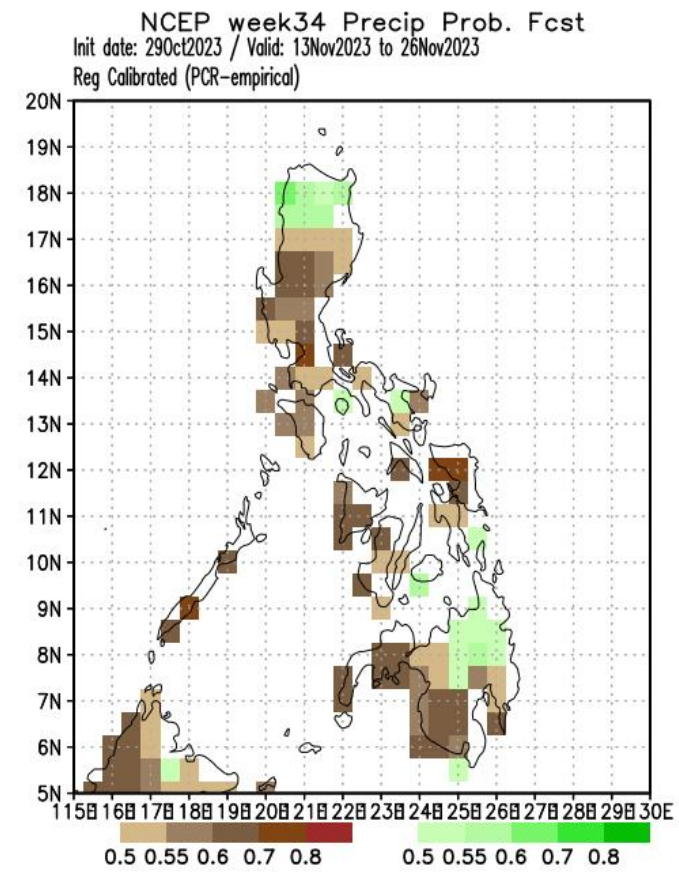 NCEP week34 Precip Prob. Fcst
Init date: 29Oct2023 / Valid: 13Nov2023 to 26Nov2023
Reg Calibrated (PCR-empirical)
20N
19N
18N
17N
16N
15N
14N
13N
12N
11N
10N
9N
8N
7N
6N
5N
115E 116E 117E 118E 119E 120E 121E 122E 123E 124E 125E 126E 127E 128E 129E 130E
0.5 0.55 0.6 0.7 0.8 0.5 0.55 0.6 0.7 0.8